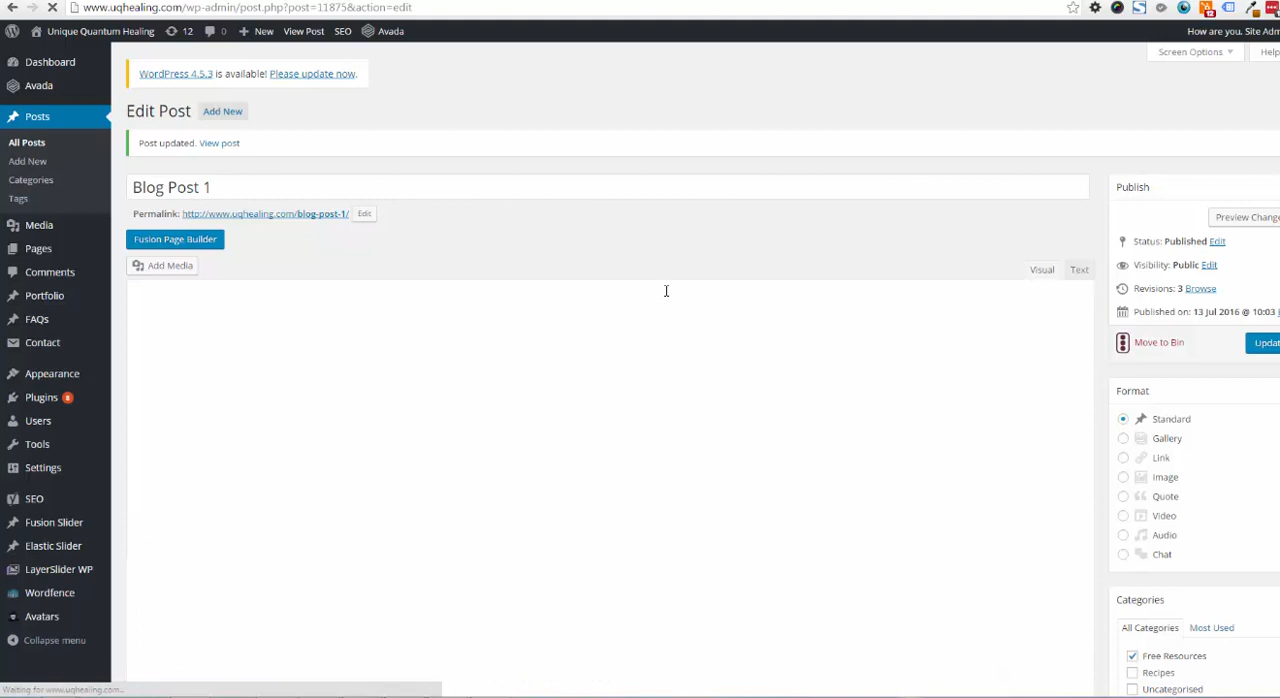 www.uqhealing.com/wp-admin/post.php?post=11875&action=edit
12
Unique Quantum Healing 12 0 New View Post SEO Avada
How are you, Site Adm
Screen Options Help
WordPress 4.5.3 is available! Please update now.
Edit Post Add New
Post updated. View post
Blog Post 1
Permalink: http://www.uqhealing.com/blog-post-1/ Edit
Fusion Page Builder
Add Media
Visual Text
Dashboard
Avada
Posts
All Posts
Add New
Categories
Tags
Media
Pages
Comments
Portfolio
FAQs
Contact
Appearance
Plugins 8
Users
Tools
Settings
SEO
Fusion Slider
Elastic Slider
LayerSlider WP
Wordfence
Avatars
Collapse menu
Publish
Preview Change
Status: Published Edit
Visibility: Public Edit
Revisions: 3 Browse
Published on: 13 Jul 2016 @ 10:03
Move to Bin Updat
Format
Standard
Gallery
Link
Image
Quote
Video
Audio
Chat
Categories
All Categories Most Used
Free Resources
Recipes
Uncategorised
Waiting for www.uqhealing.com...